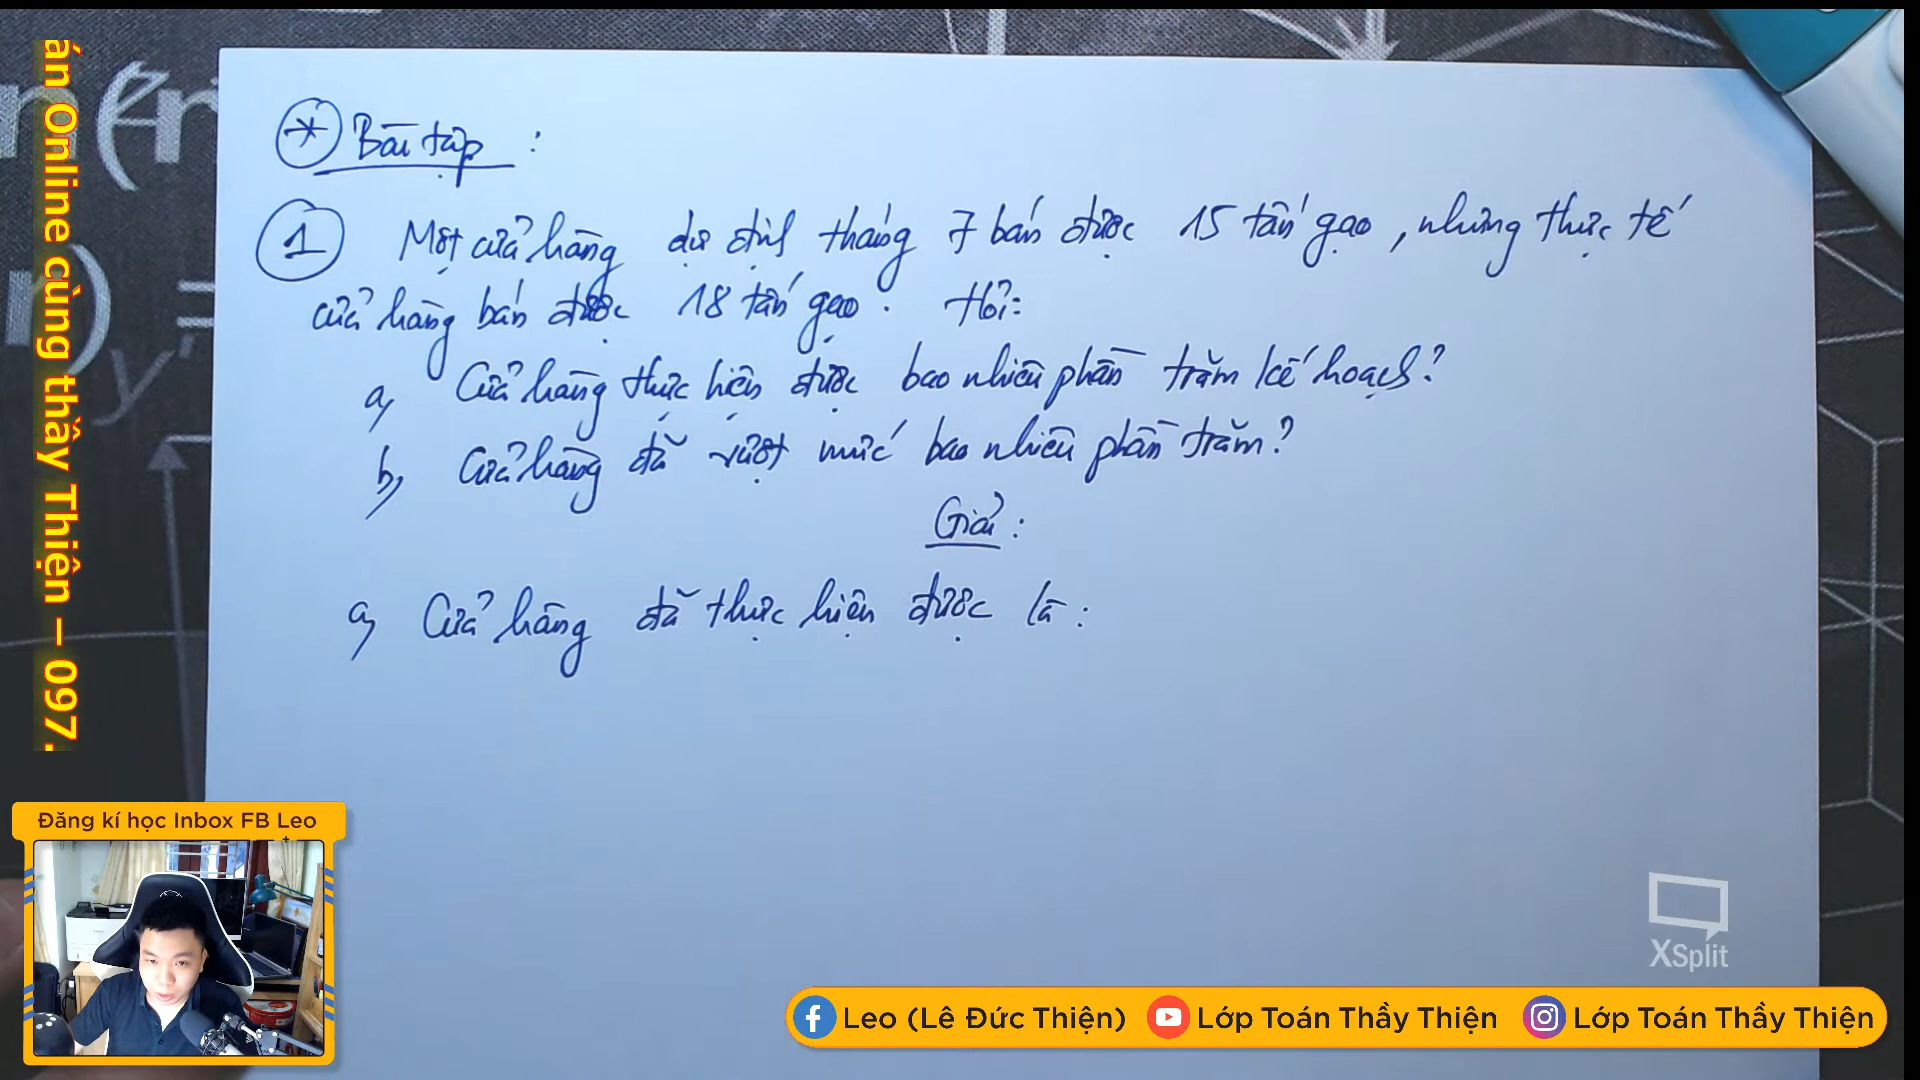 án Online cùng thầy Thiện – 097.
* Bài tập :
1 Một cửa hàng dự định tháng 7 bán được 15 tấn gạo, nhưng thực tế
cửa hàng bán được 18 tấn gạo. Hỏi:
a, Cửa hàng thực hiện được bao nhiêu phần trăm kế hoạch?
b, Cửa hàng đã vượt mức bao nhiêu phần trăm?
Giải :
a, Cửa hàng đã thực hiện được là :
Đăng kí học Inbox FB Leo
XSplit
Leo (Lê Đức Thiện) Lớp Toán Thầy Thiện Lớp Toán Thầy Thiện